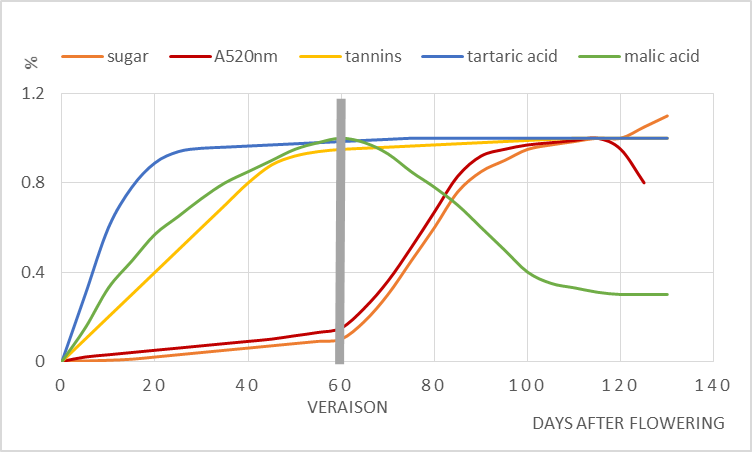 %
sugar A520nm tannins tartaric acid malic acid
1.2
0.8
0.4
0
0 20 40 60 80 100 120 140
VERAISON
DAYS AFTER FLOWERING